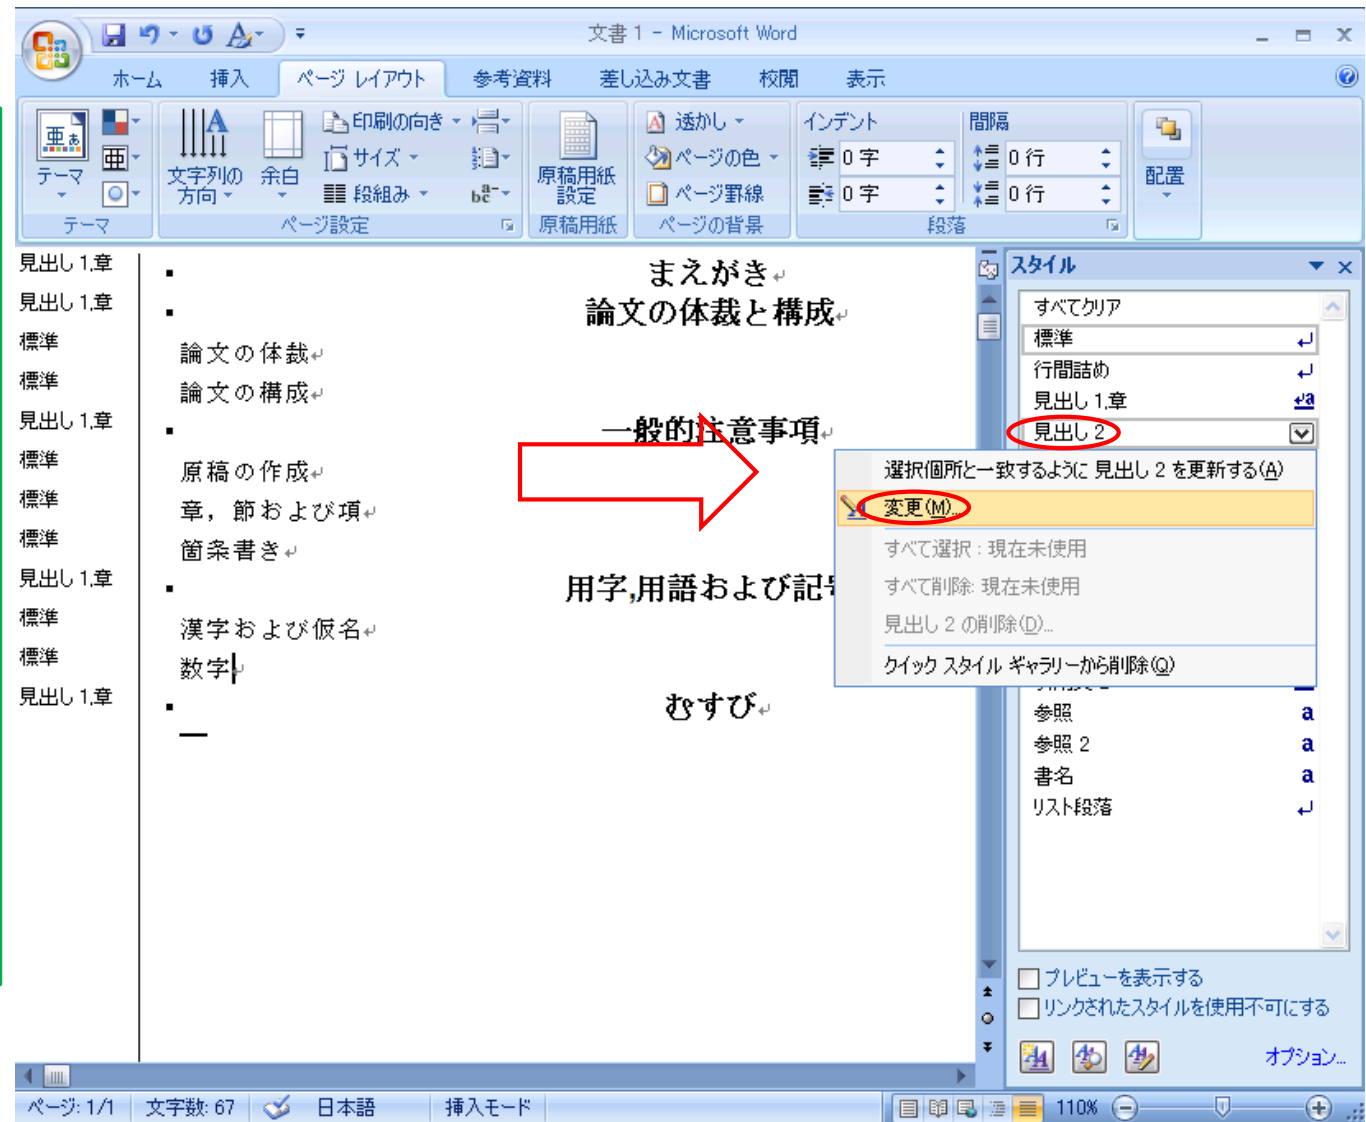 文書 1 - Microsoft Word
ホーム 挿入 ページ レイアウト 参考資料 差し込み文書 校閲 表示
亜あ
テーマ
亜
文字列の方向
余白
印刷の向き
サイズ
段組み
原稿用紙設定
透かし
ページの色
ページ罫線
インデント
0 字
0 字
間隔
0 行
0 行
配置
テーマ ページ設定 原稿用紙 ページの背景 段落
見出し 1,章 まえがき
見出し 1,章 論文の体裁と構成
標準 論文の体裁
標準 論文の構成
見出し 1,章 一般的注意事項
標準 原稿の作成
標準 章，節および項
標準 箇条書き
見出し 1,章 用字,用語および記
標準 漢字および仮名
標準 数字
見出し 1,章 むすび
スタイル
すべてクリア
標準
行間詰め
見出し 1,章
見出し 2
選択個所と一致するように 見出し 2 を更新する(A)
変更(M)...
すべて選択 : 現在未使用
すべて削除: 現在未使用
見出し 2 の削除(D)...
クイック スタイル ギャラリーから削除(Q)
参照 a
参照 2 a
書名 a
リスト段落
プレビューを表示する
リンクされたスタイルを使用不可にする
オプション...
ページ: 1/1 文字数: 67 日本語 挿入モード 110%